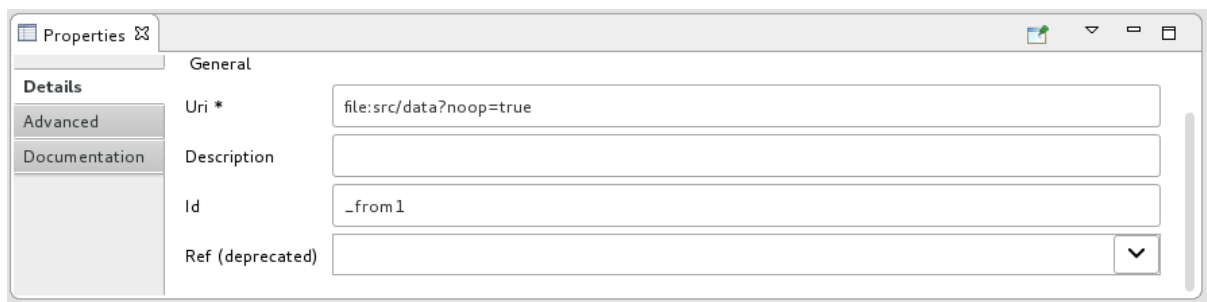 Properties
General
Details
Uri *
file:src/data?noop=true
Advanced
Documentation
Description
Id
_from1
Ref (deprecated)